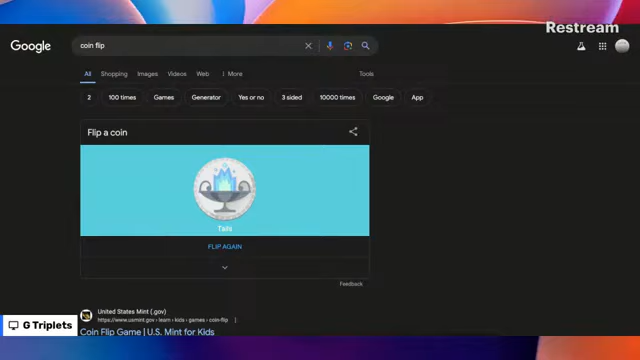 Restream
Google
coin flip
All Shopping Images Videos Web More Tools
2 100 times Games Generator Yes or no 3 sided 10000 times Google App
Flip a coin
Tails
FLIP AGAIN
Feedback
United States Mint (.gov)
https://www.usmint.gov › learn › kids › games › coin-flip
Coin Flip Game | U.S. Mint for Kids
G Triplets